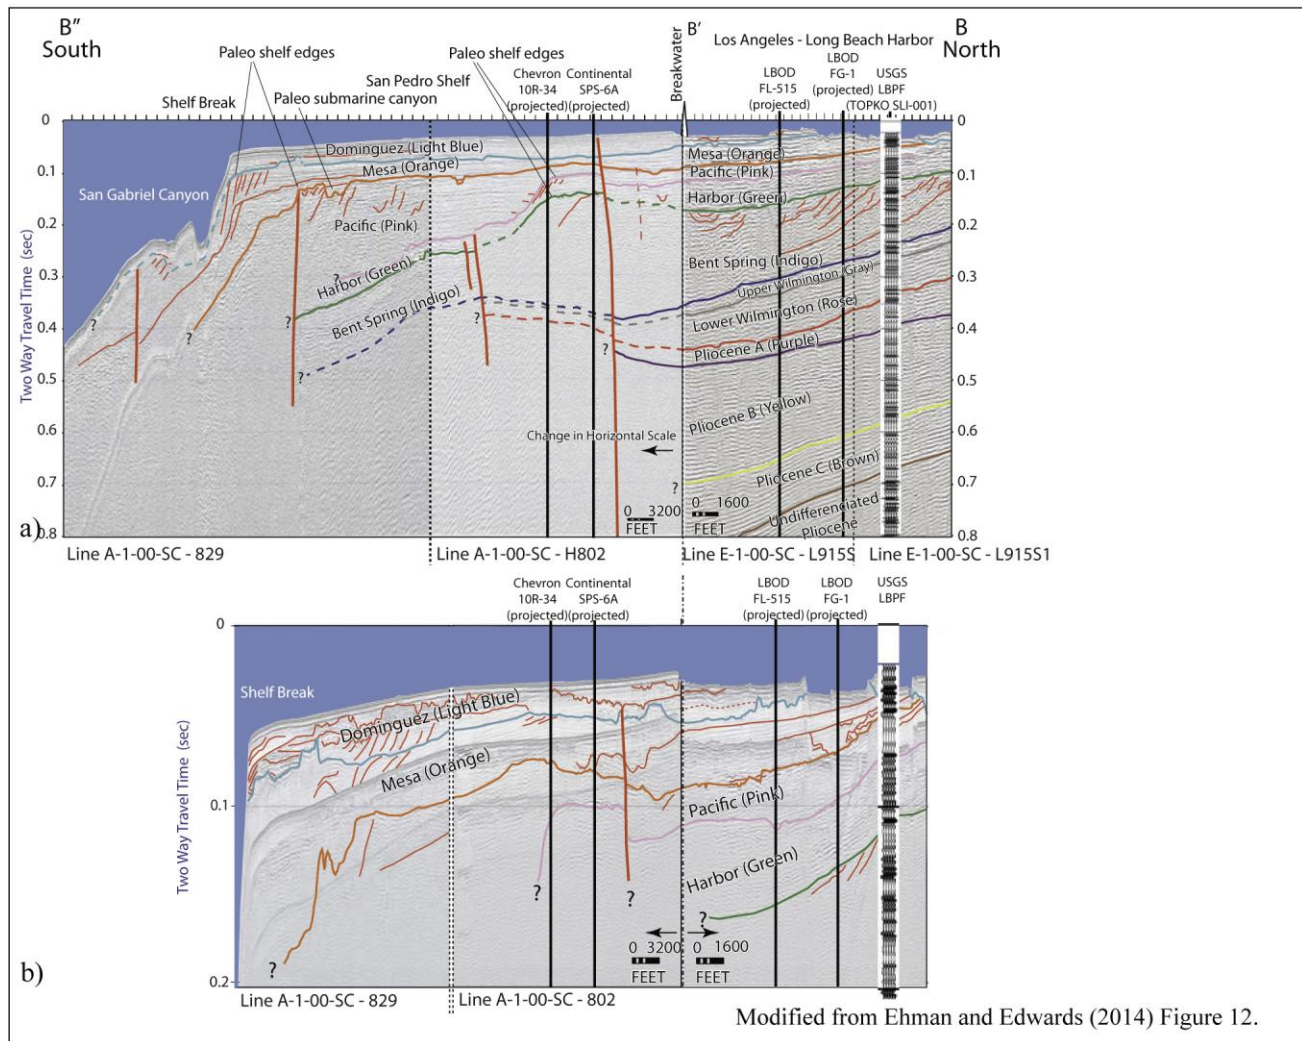 B"
South
B'
B
North
Breakwater
Los Angeles - Long Beach Harbor
Paleo shelf edges
Paleo shelf edges
San Pedro Shelf
Shelf Break
Paleo submarine canyon
Chevron
10R-34
(projected)
Continental
SPS-6A
(projected)
LBOD
FL-515
(projected)
LBOD
FG-1
(projected)
USGS
LBPF
(TOPKO SLI-001)
0
0.1
0.2
0.3
0.4
0.5
0.6
0.7
0.8
Two Way Travel Time (sec)
San Gabriel Canyon
Dominguez (Light Blue)
Mesa (Orange)
Pacific (Pink)
?
Harbor (Green)
?
Bent Spring (Indigo)
?
?
?
?
?
Mesa (Orange)
Pacific (Pink)
Harbor (Green)
Bent Spring (Indigo)
Upper Wilmington (Gray)
Lower Wilmington (Rose)
Pliocene A (Purple)
Pliocene B (Yellow)
Change in Horizontal Scale
?
Pliocene C (Brown)
Undifferenciated
Pliocene
0 3200
FEET
0 1600
FEET
0
0.1
0.2
0.3
0.4
0.5
0.6
0.7
0.8
a)
Line A-1-00-SC - 829
Line A-1-00-SC - H802
Line E-1-00-SC - L915S
Line E-1-00-SC - L915S1
Chevron
10R-34
(projected)
Continental
SPS-6A
(projected)
LBOD
FL-515
(projected)
LBOD
FG-1
(projected)
USGS
LBPF
0
0.1
0.2
Two Way Travel Time (sec)
Shelf Break
Dominguez (Light Blue)
Mesa (Orange)
Pacific (Pink)
Harbor (Green)
?
?
?
?
0 3200
FEET
0 1600
FEET
b)
Line A-1-00-SC - 829
Line A-1-00-SC - 802
Modified from Ehman and Edwards (2014) Figure 12.